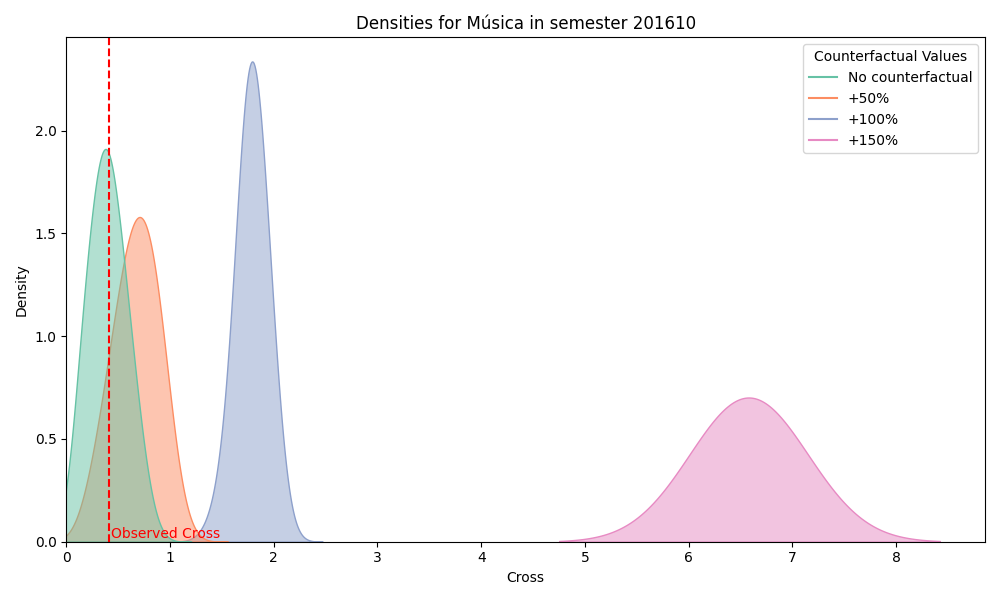 Densities for Música in semester 201610
Counterfactual Values
No counterfactual
+50%
+100%
+150%
Density
2.0
1.5
1.0
0.5
0.0
Observed Cross
0 1 2 3 4 5 6 7 8
Cross